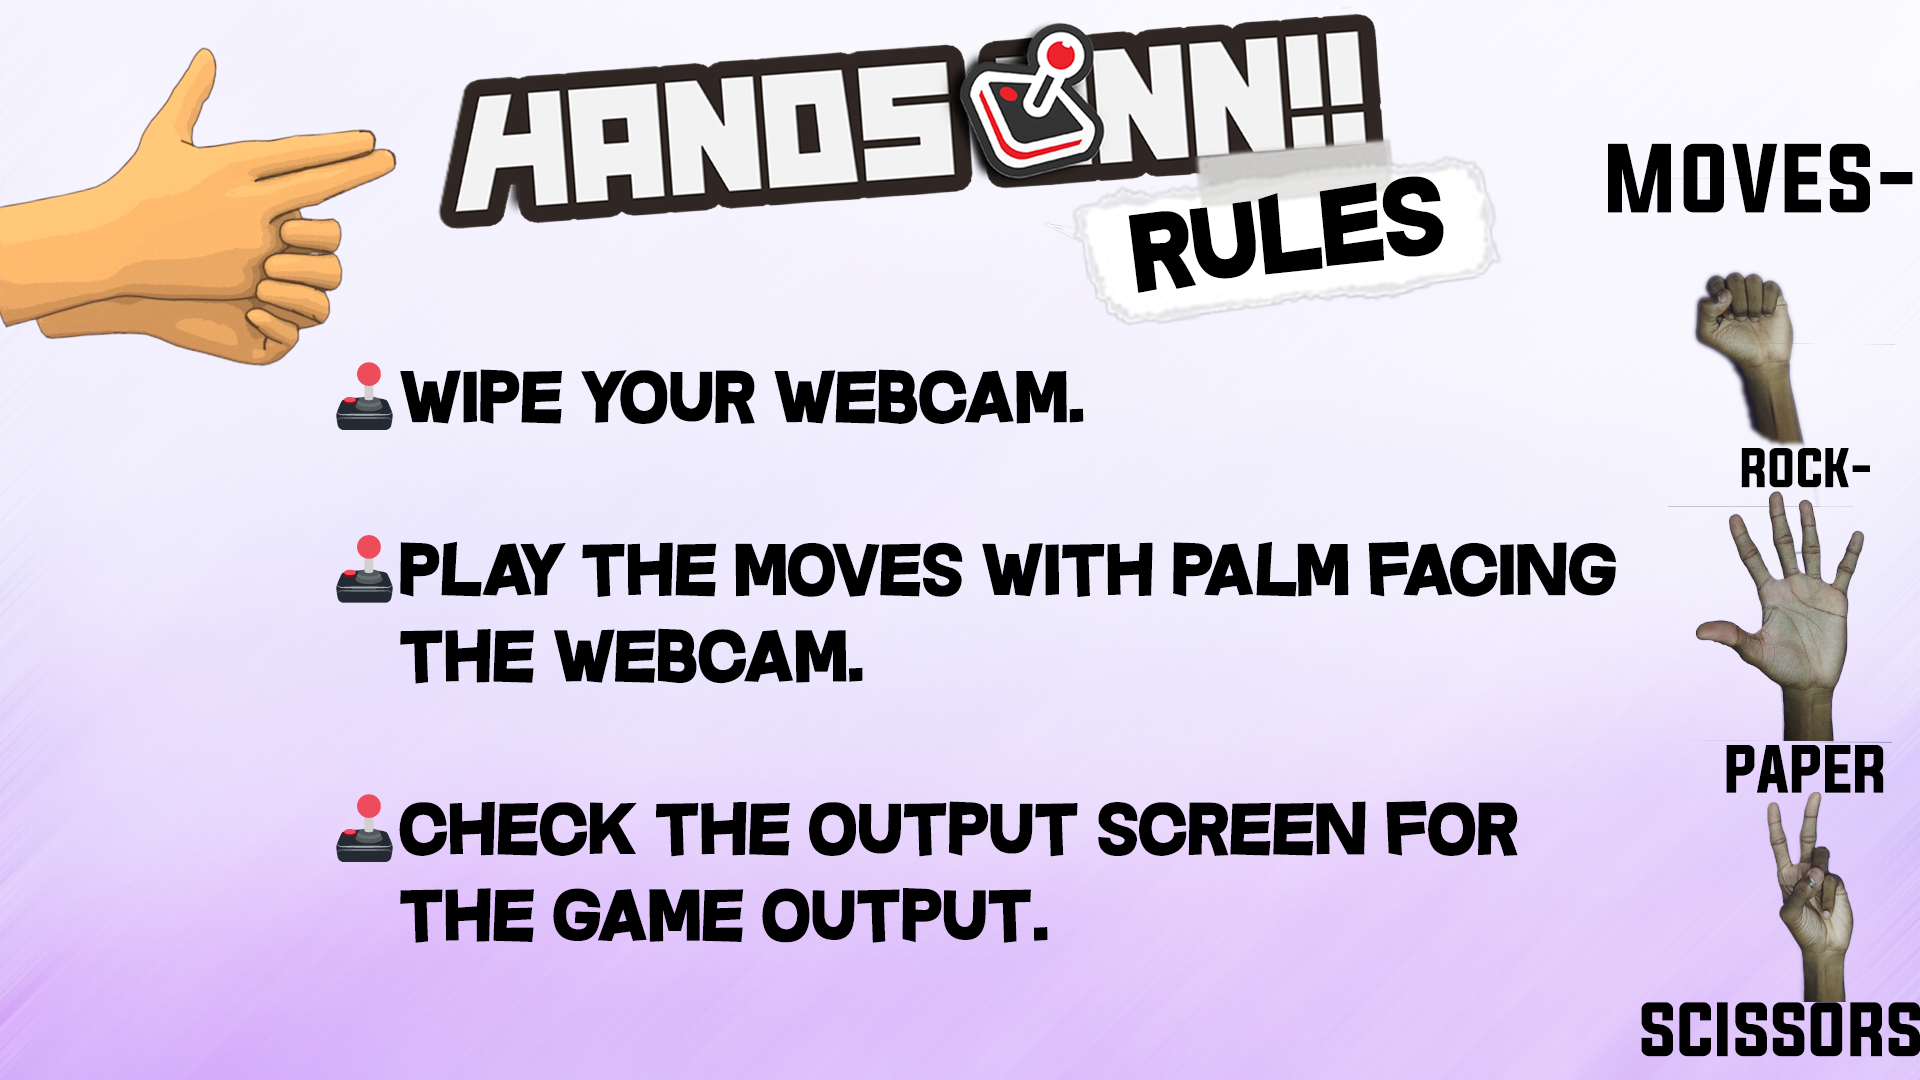 HANDS INN!!
RULES
WIPE YOUR WEBCAM.
PLAY THE MOVES WITH PALM FACING
THE WEBCAM.
CHECK THE OUTPUT SCREEN FOR
THE GAME OUTPUT.
MOVES-
ROCK-
PAPER
SCISSORS